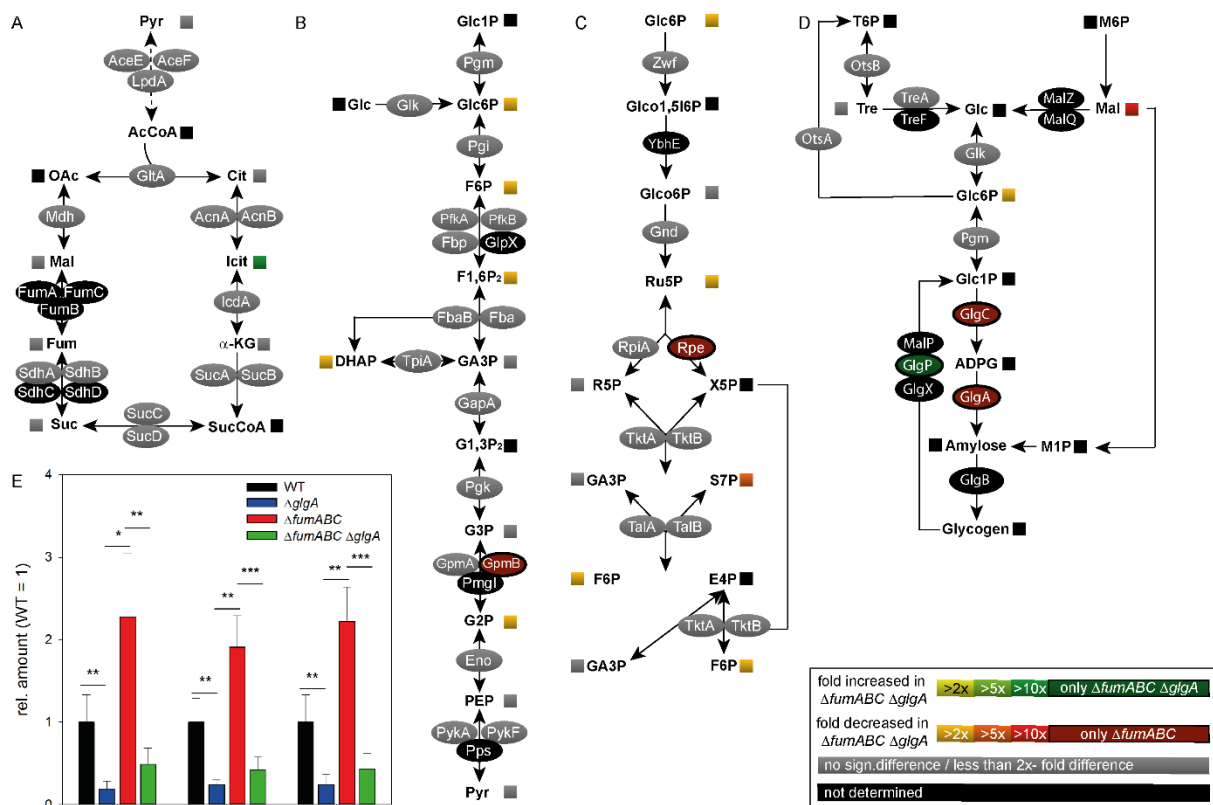 A
Pyr
AceE AceF
LpdA
AcCoA
OAc
GltA
Cit
Mdh
AcnA AcnB
Mal
Icit
FumA FumC
FumB
IcdA
Fum
α-KG
SdhA SdhB
SdhC SdhD
SucA SucB
Suc
SucC
SucD
SucCoA
B
Glc1P
Pgm
Glc
Glk
Glc6P
Pgi
F6P
PfkA PfkB
Fbp GlpX
F1,6P₂
FbaB Fba
DHAP
TpiA
GA3P
GapA
G1,3P₂
Pgk
G3P
GpmA GpmB
PmgI
G2P
Eno
PEP
PykA PykF
Pps
Pyr
C
Glc6P
Zwf
Glco1,5l6P
YbhE
Glco6P
Gnd
Ru5P
RpiA Rpe
R5P X5P
TktA TktB
GA3P S7P
TalA TalB
F6P E4P
TktA TktB
GA3P F6P
D
T6P
M6P
OtsB
Tre
TreA
TreF
Glc
MalZ
MalQ
Mal
OtsA
Glk
Glc6P
Pgm
Glc1P
GlgC
MalP
GlgP
GlgX
ADPG
GlgA
Amylose
M1P
GlgB
Glycogen
E
rel. amount (WT = 1)
4
3
2
1
0
WT
ΔglgA
ΔfumABC
ΔfumABC ΔglgA
** * **
** ** ***
** ** ***
fold increased in
ΔfumABC ΔglgA
>2x >5x >10x only ΔfumABC ΔglgA
fold decreased in
ΔfumABC ΔglgA
>2x >5x >10x only ΔfumABC
no sign.difference / less than 2x- fold difference
not determined